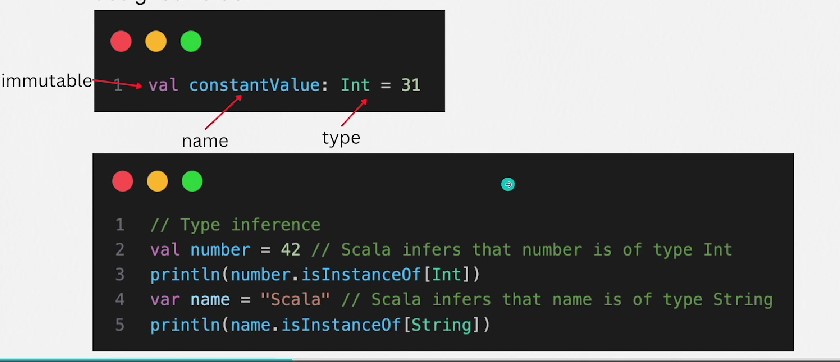 immutable
1 val constantValue: Int = 31
name
type
1 // Type inference
2 val number = 42 // Scala infers that number is of type Int
3 println(number.isInstanceOf[Int])
4 var name = "Scala" // Scala infers that name is of type String
5 println(name.isInstanceOf[String])